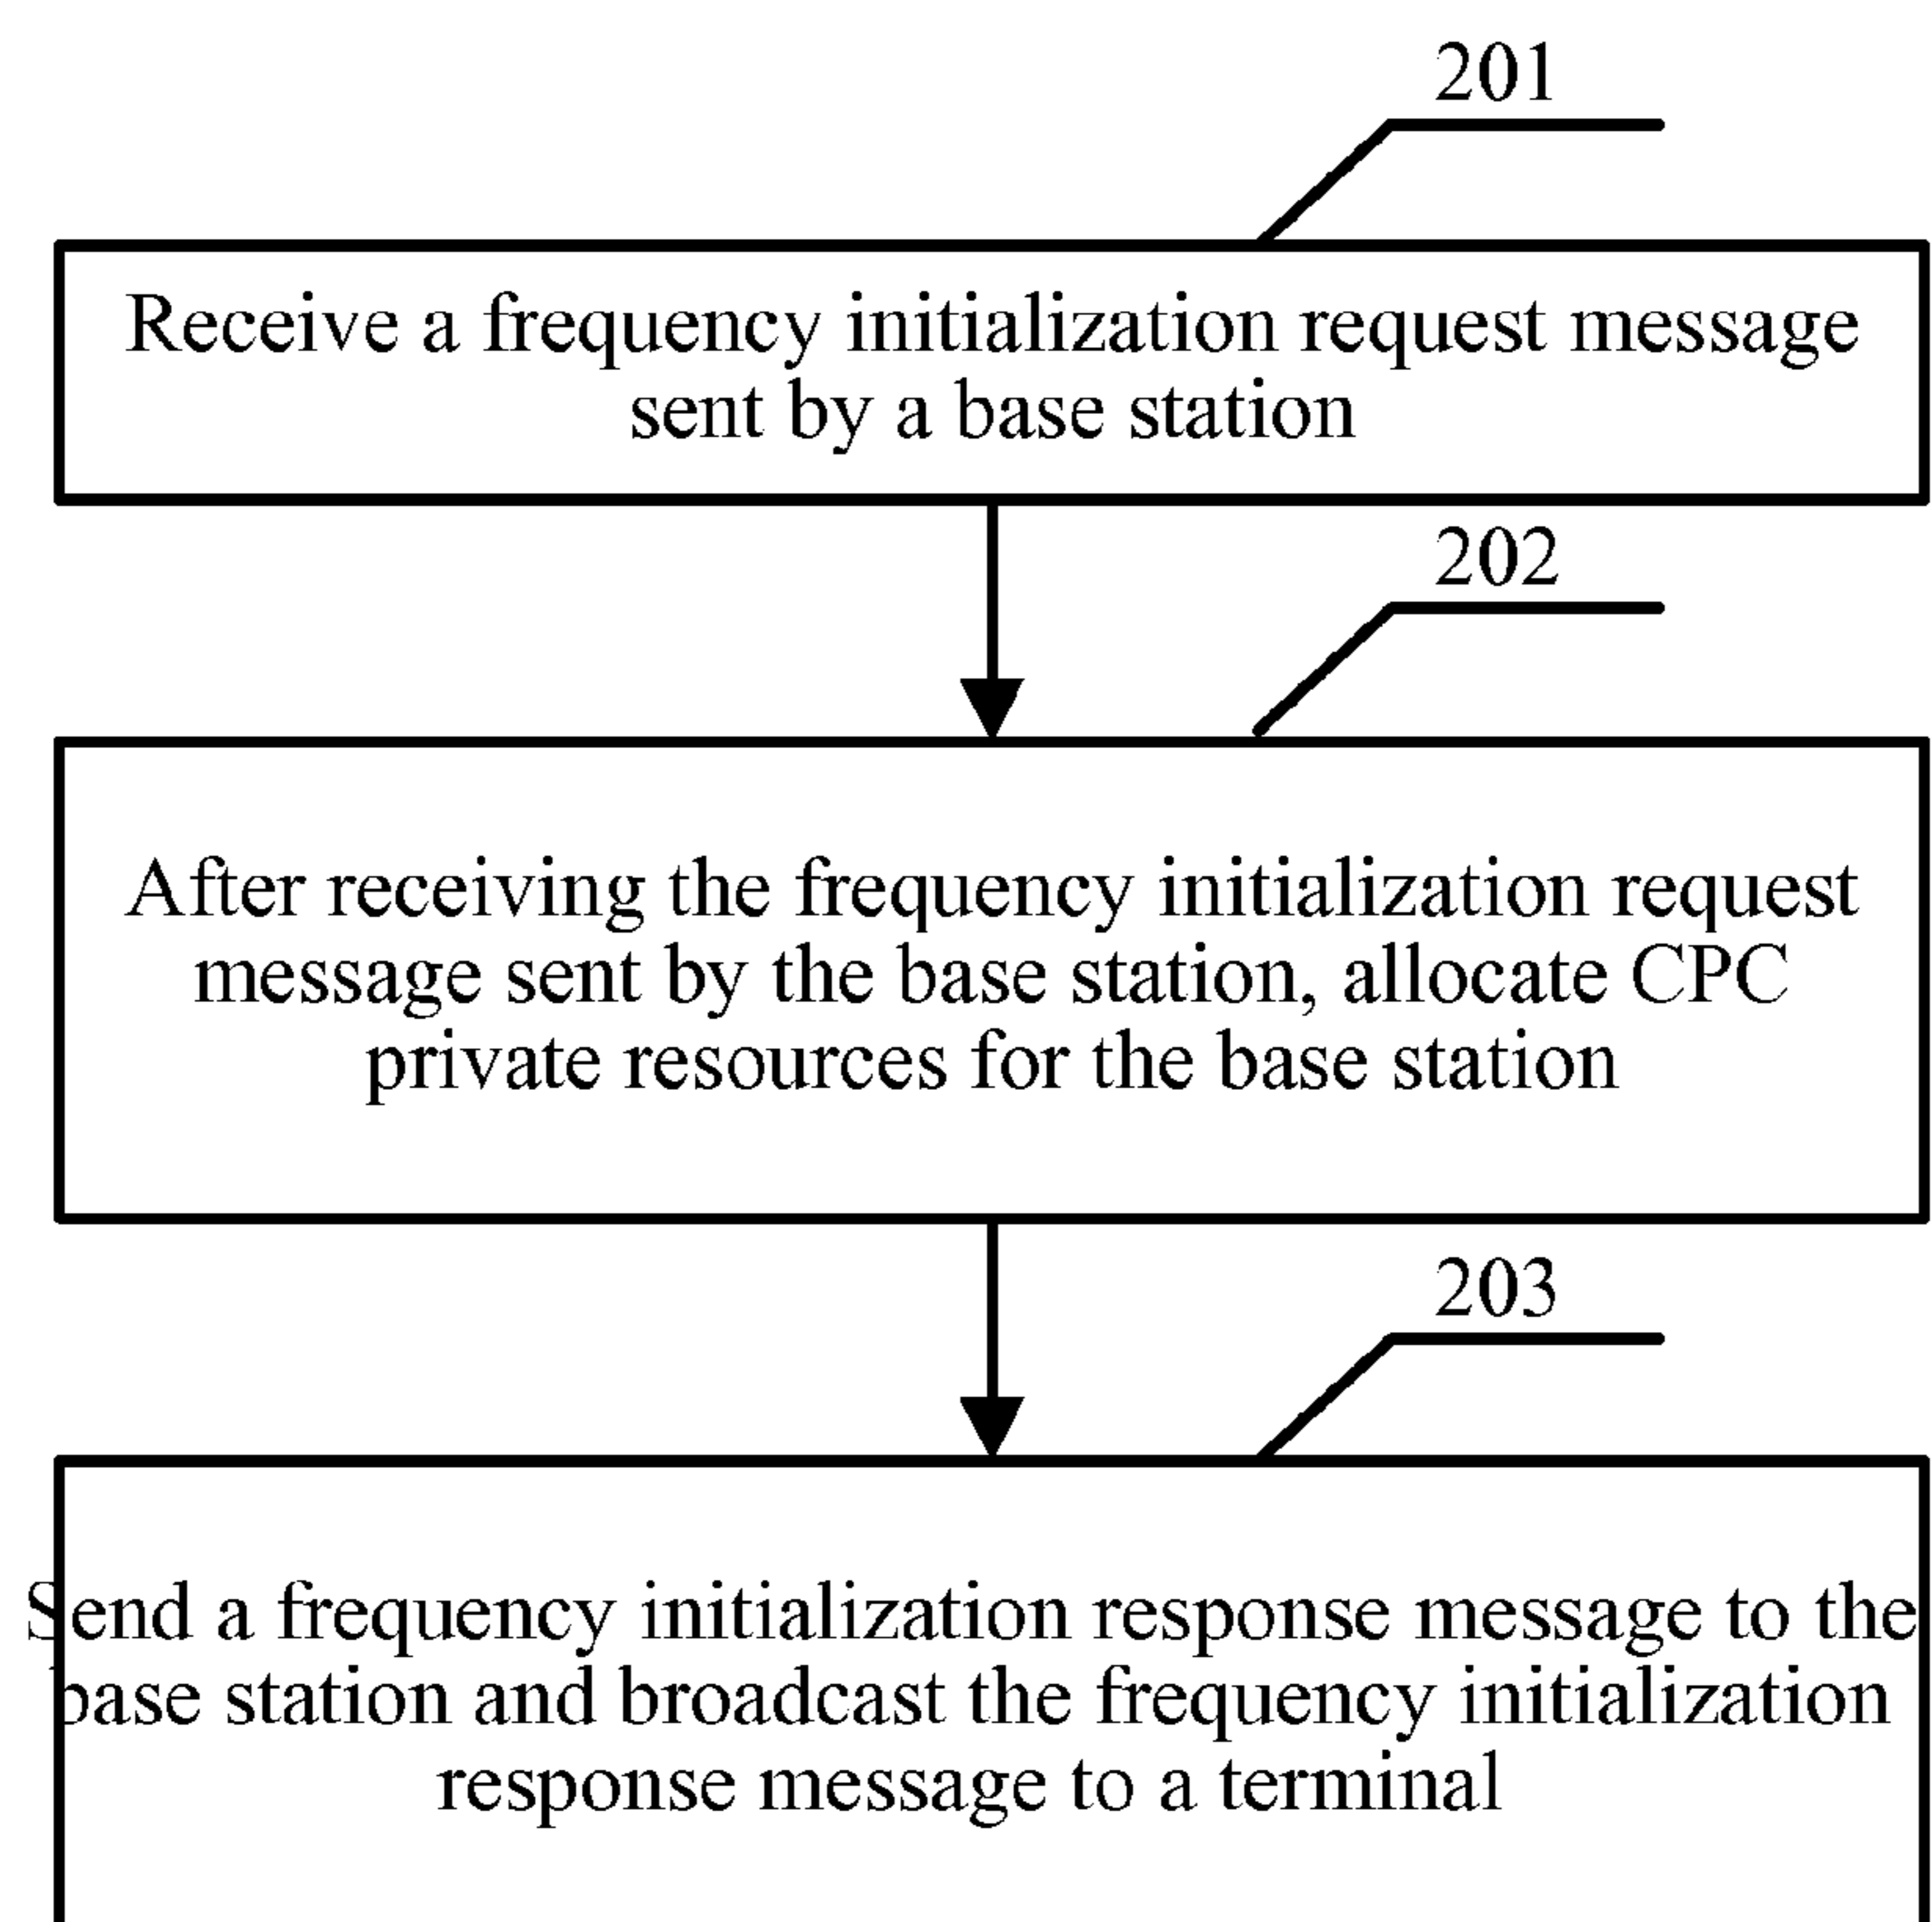 201
Receive a frequency initialization request message
sent by a base station
202
After receiving the frequency initialization request
message sent by the base station, allocate CPC
private resources for the base station
203
Send a frequency initialization response message to the
base station and broadcast the frequency initialization
response message to a terminal